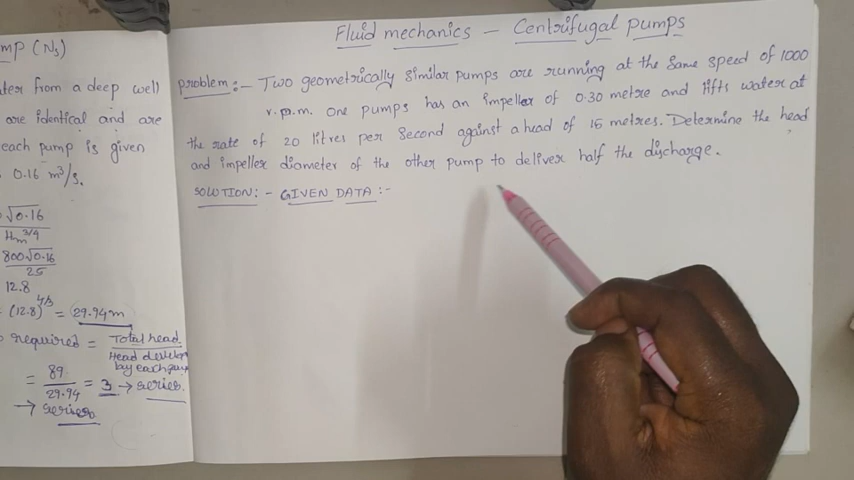 mp (Ns)
ater from a deep well
are identical and are
each pump is given
0.16 m³/s.
√0.16
Hm^3/4
800√0.16
25
12.8
= (12.8)^4/3 = 29.94m
required = Total head
Head develop
by each pu
= 89
29.94
= 3 → series.
→ series
Fluid mechanics - Centrifugal pumps
problem:- Two geometrically similar pumps are running at the same speed of 1000
r.p.m. one pumps has an impeller of 0.30 metre and lifts water at
the rate of 20 litres per second against a head of 15 metres. Determine the head
and impeller diameter of the other pump to deliver half the discharge.
SOLUTION:- GIVEN DATA:-